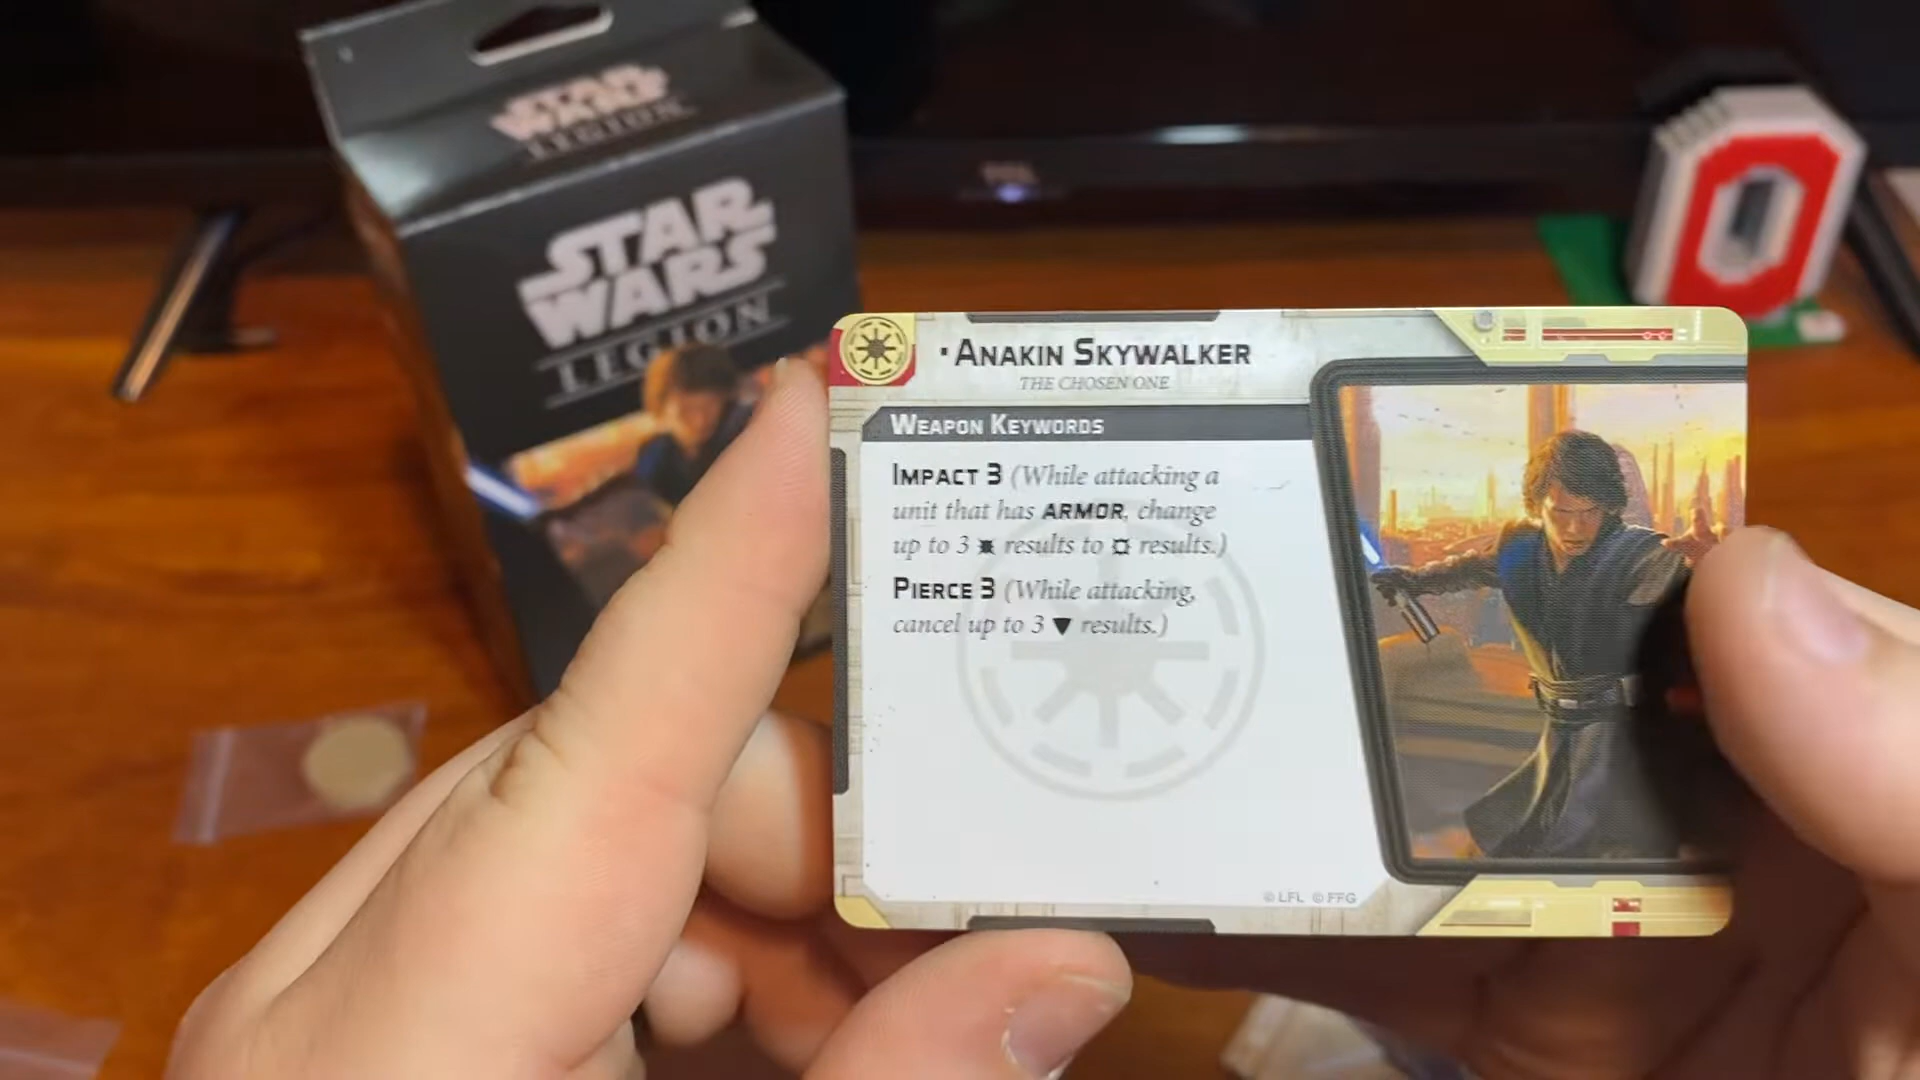 STAR
WARS
LEGION
STAR
WARS
LEGION
TCL
▪ ANAKIN SKYWALKER
THE CHOSEN ONE
WEAPON KEYWORDS
IMPACT 3 (While attacking a
unit that has ARMOR, change
up to 3 results to results.)
PIERCE 3 (While attacking,
cancel up to 3 ▼ results.)
© LFL © FFG